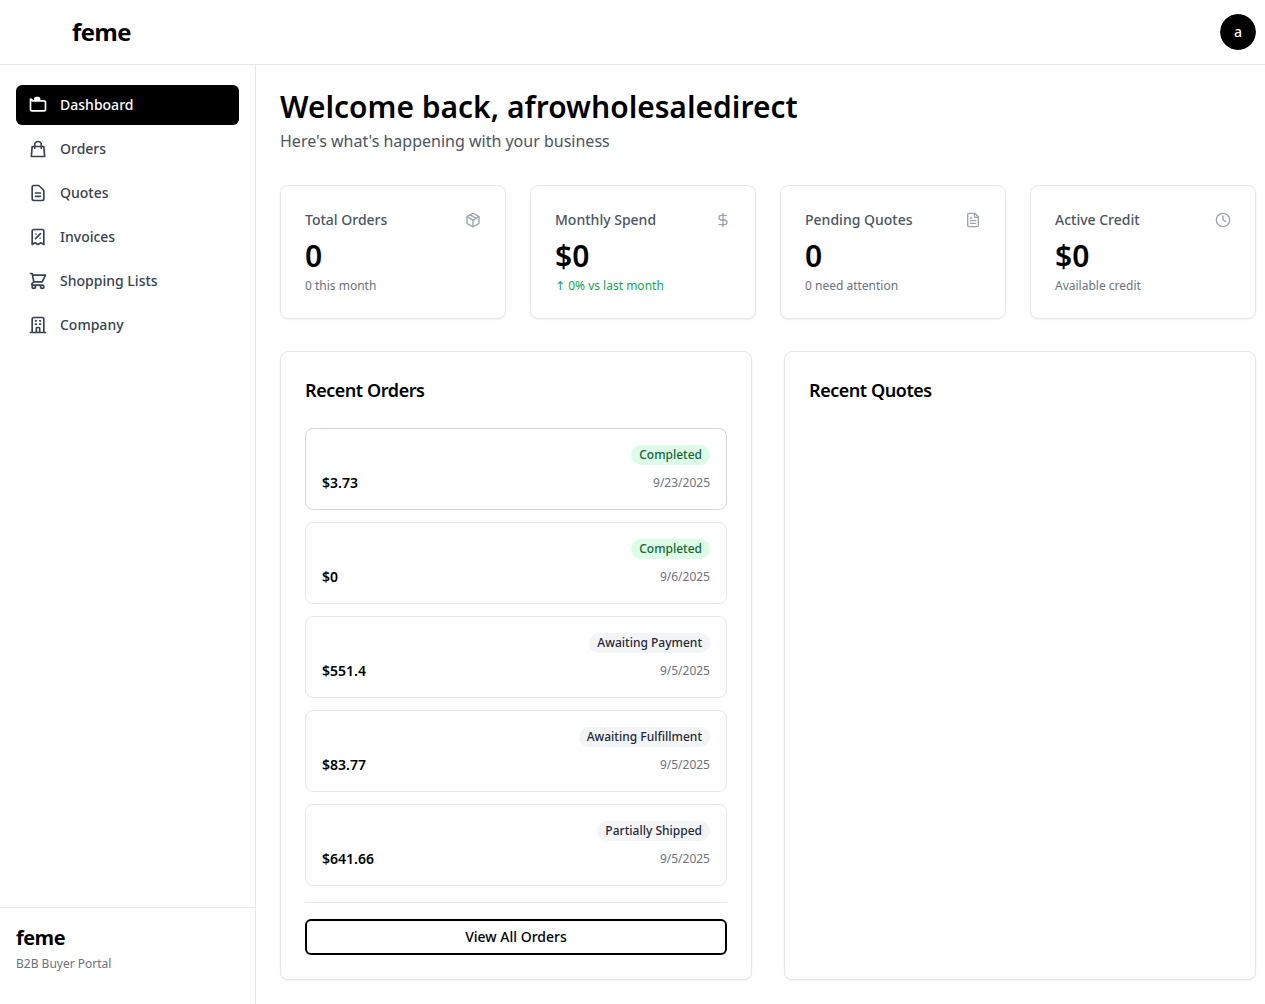 feme
a
Dashboard
Orders
Quotes
Invoices
Shopping Lists
Company
feme
B2B Buyer Portal
Welcome back, afrowholesaledirect
Here's what's happening with your business
Total Orders
0
0 this month
Monthly Spend
$0
↑ 0% vs last month
Pending Quotes
0
0 need attention
Active Credit
$0
Available credit
Recent Orders
Completed
$3.73 9/23/2025
Completed
$0 9/6/2025
Awaiting Payment
$551.4 9/5/2025
Awaiting Fulfillment
$83.77 9/5/2025
Partially Shipped
$641.66 9/5/2025
View All Orders
Recent Quotes